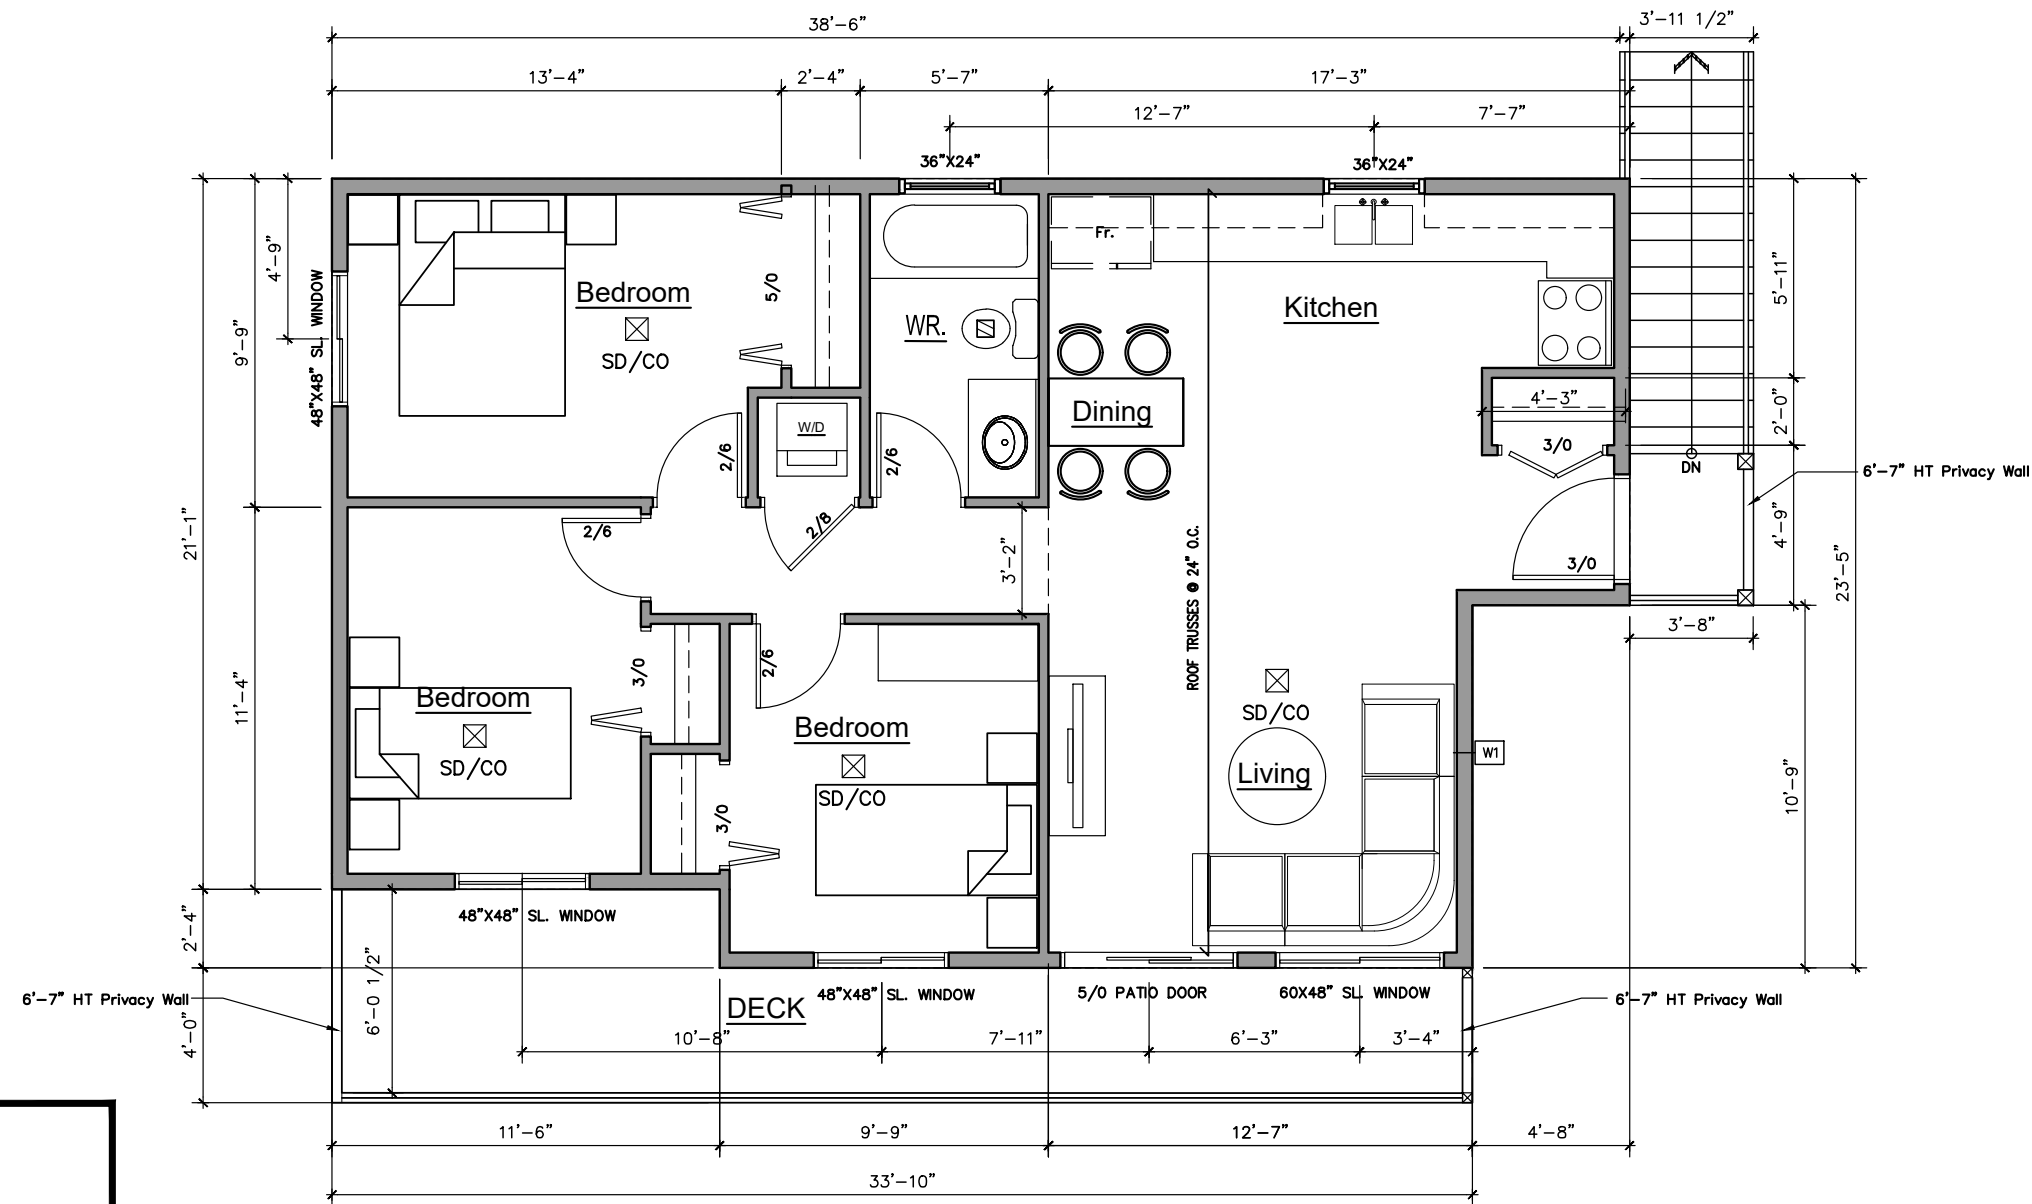 38'-6"
3'-11 1/2"
13'-4"
2'-4"
5'-7"
17'-3"
12'-7"
7'-7"
36"X24"
36"X24"
4'-9"
9'-9"
48"X48" SL. WINDOW
Bedroom
SD/CO
5/0
WR.
Fr.
Kitchen
5'-11"
Dining
4'-3"
2'-0"
W/D
2/6
2/6
3/0
DN
6'-7" HT Privacy Wall
21'-1"
2/6
2/8
3'-2"
ROOF TRUSSES @ 24" O.C.
3/0
4'-9"
23'-5"
3'-8"
11'-4"
3/0
2/6
Bedroom
SD/CO
Bedroom
SD/CO
SD/CO
Living
W1
10'-9"
3/0
48"X48" SL. WINDOW
2'-4"
6'-7" HT Privacy Wall
4'-0"
6'-0 1/2"
DECK
48"X48" SL. WINDOW
5/0 PATIO DOOR
60X48" SL. WINDOW
6'-7" HT Privacy Wall
10'-8"
7'-11"
6'-3"
3'-4"
11'-6"
9'-9"
12'-7"
4'-8"
33'-10"